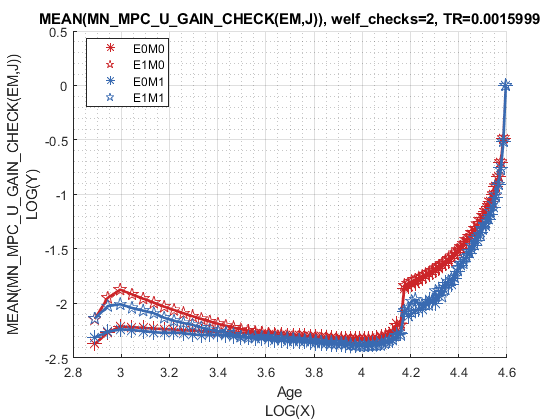 MEAN(MN_MPC_U_GAIN_CHECK(EM,J)), welf_checks=2, TR=0.0015999
0.5
E0M0
E1M0
E0M1
E1M1
0
-0.5
-1
-1.5
-2
-2.5
MEAN(MN_MPC_U_GAIN_CHECK(EM,J))
LOG(Y)
2.8 3 3.2 3.4 3.6 3.8 4 4.2 4.4 4.6
Age
LOG(X)